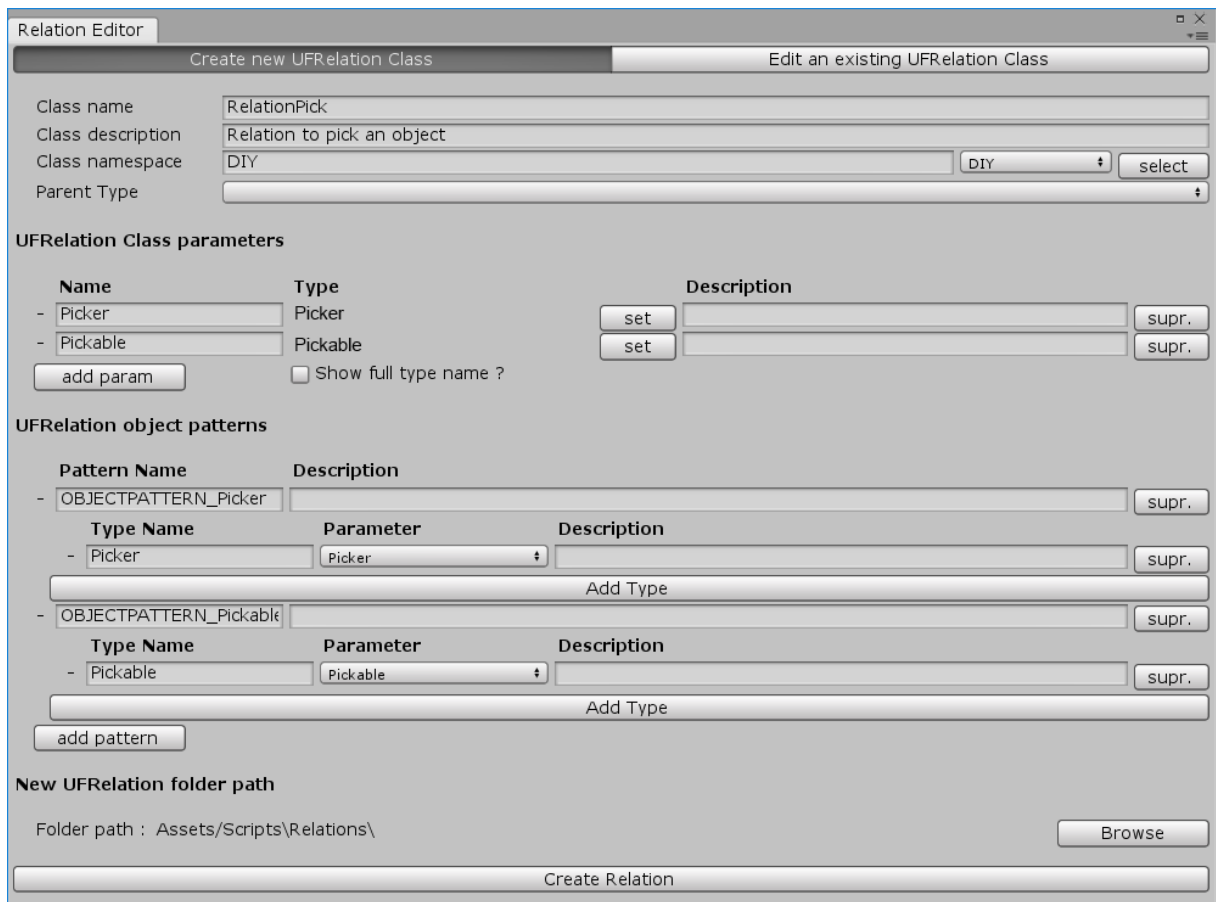 Relation Editor
Create new UFRelation Class Edit an existing UFRelation Class
Class name RelationPick
Class description Relation to pick an object
Class namespace DIY DIY select
Parent Type
UFRelation Class parameters
Name Type Description
- Picker Picker set supr.
- Pickable Pickable set supr.
add param Show full type name ?
UFRelation object patterns
Pattern Name Description
- OBJECTPATTERN_Picker supr.
Type Name Parameter Description
- Picker Picker supr.
Add Type
- OBJECTPATTERN_Pickable supr.
Type Name Parameter Description
- Pickable Pickable supr.
Add Type
add pattern
New UFRelation folder path
Folder path : Assets/Scripts\Relations\ Browse
Create Relation